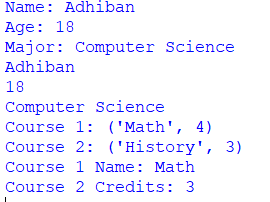 Name: Adhiban
Age: 18
Major: Computer Science
Adhiban
18
Computer Science
Course 1: ('Math', 4)
Course 2: ('History', 3)
Course 1 Name: Math
Course 2 Credits: 3